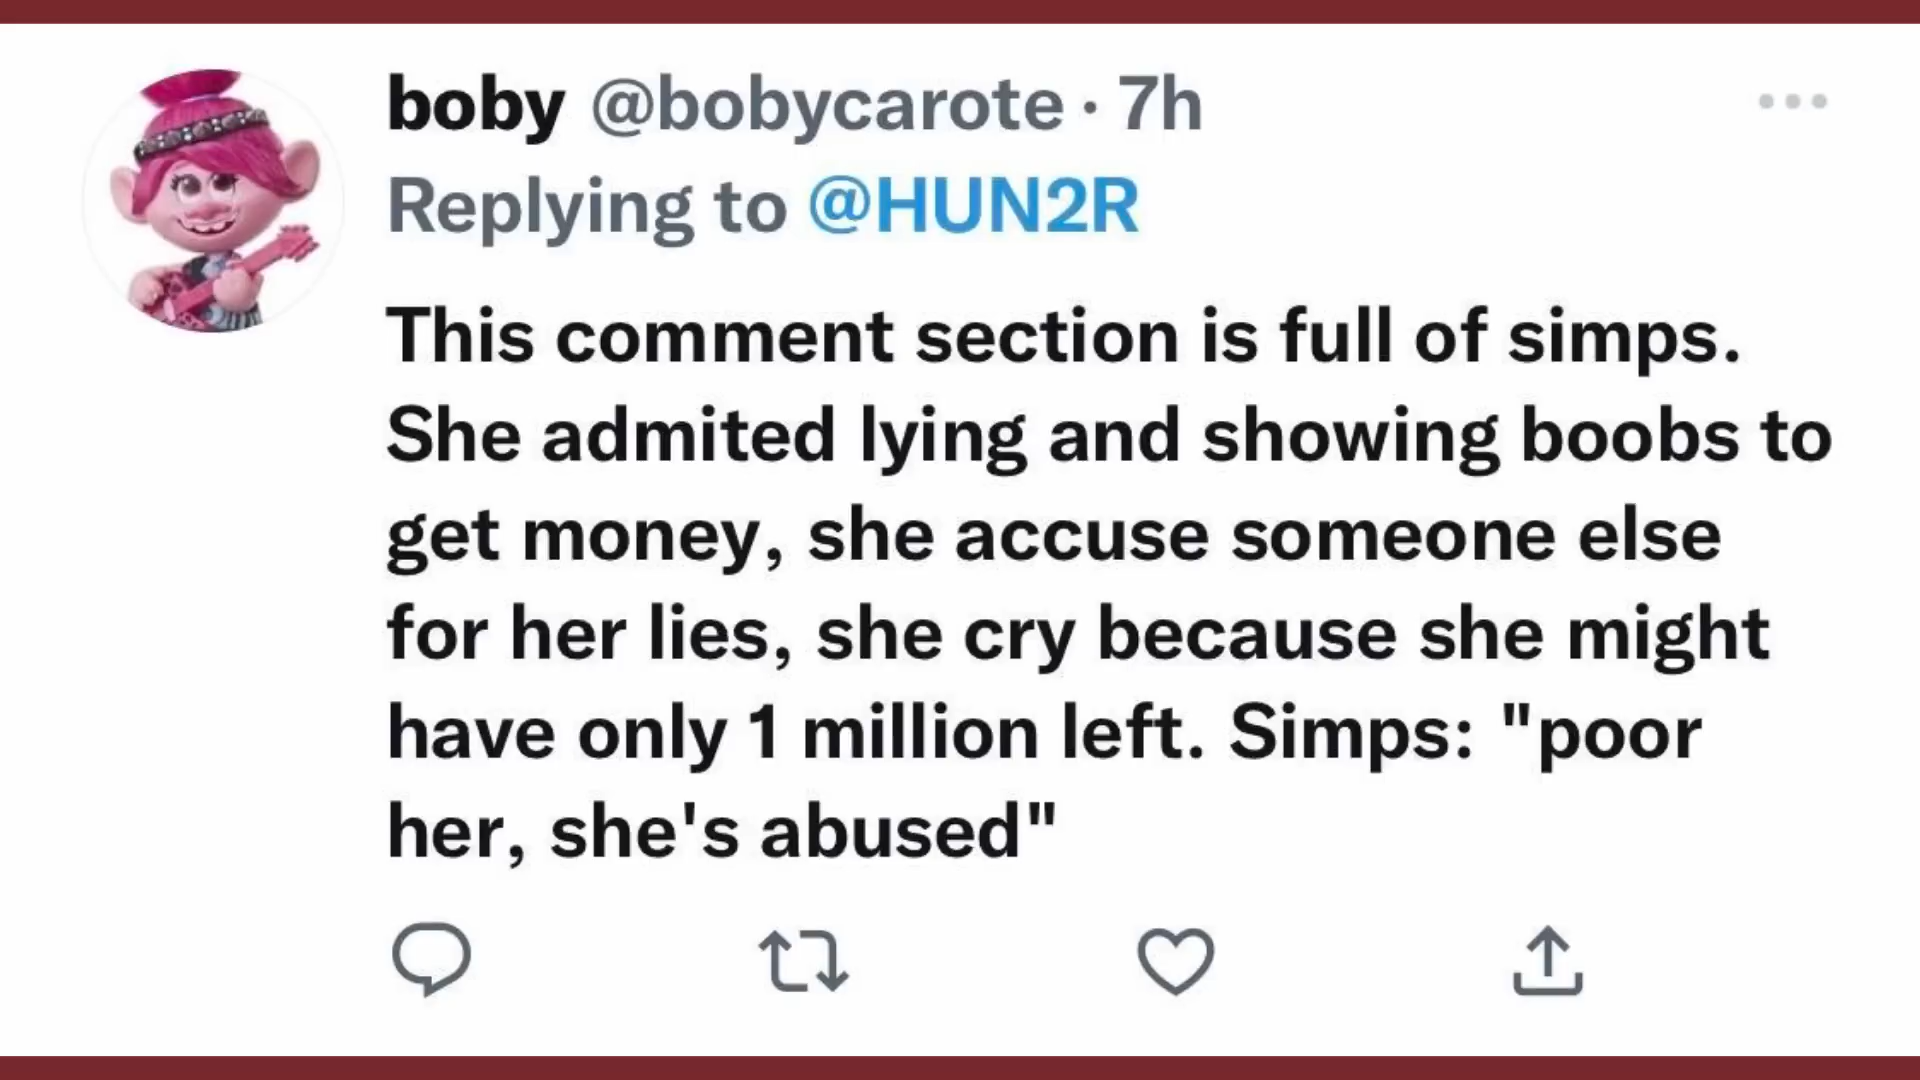 boby @bobycarote · 7h
Replying to @HUN2R
This comment section is full of simps.
She admited lying and showing boobs to
get money, she accuse someone else
for her lies, she cry because she might
have only 1 million left. Simps: "poor
her, she's abused"